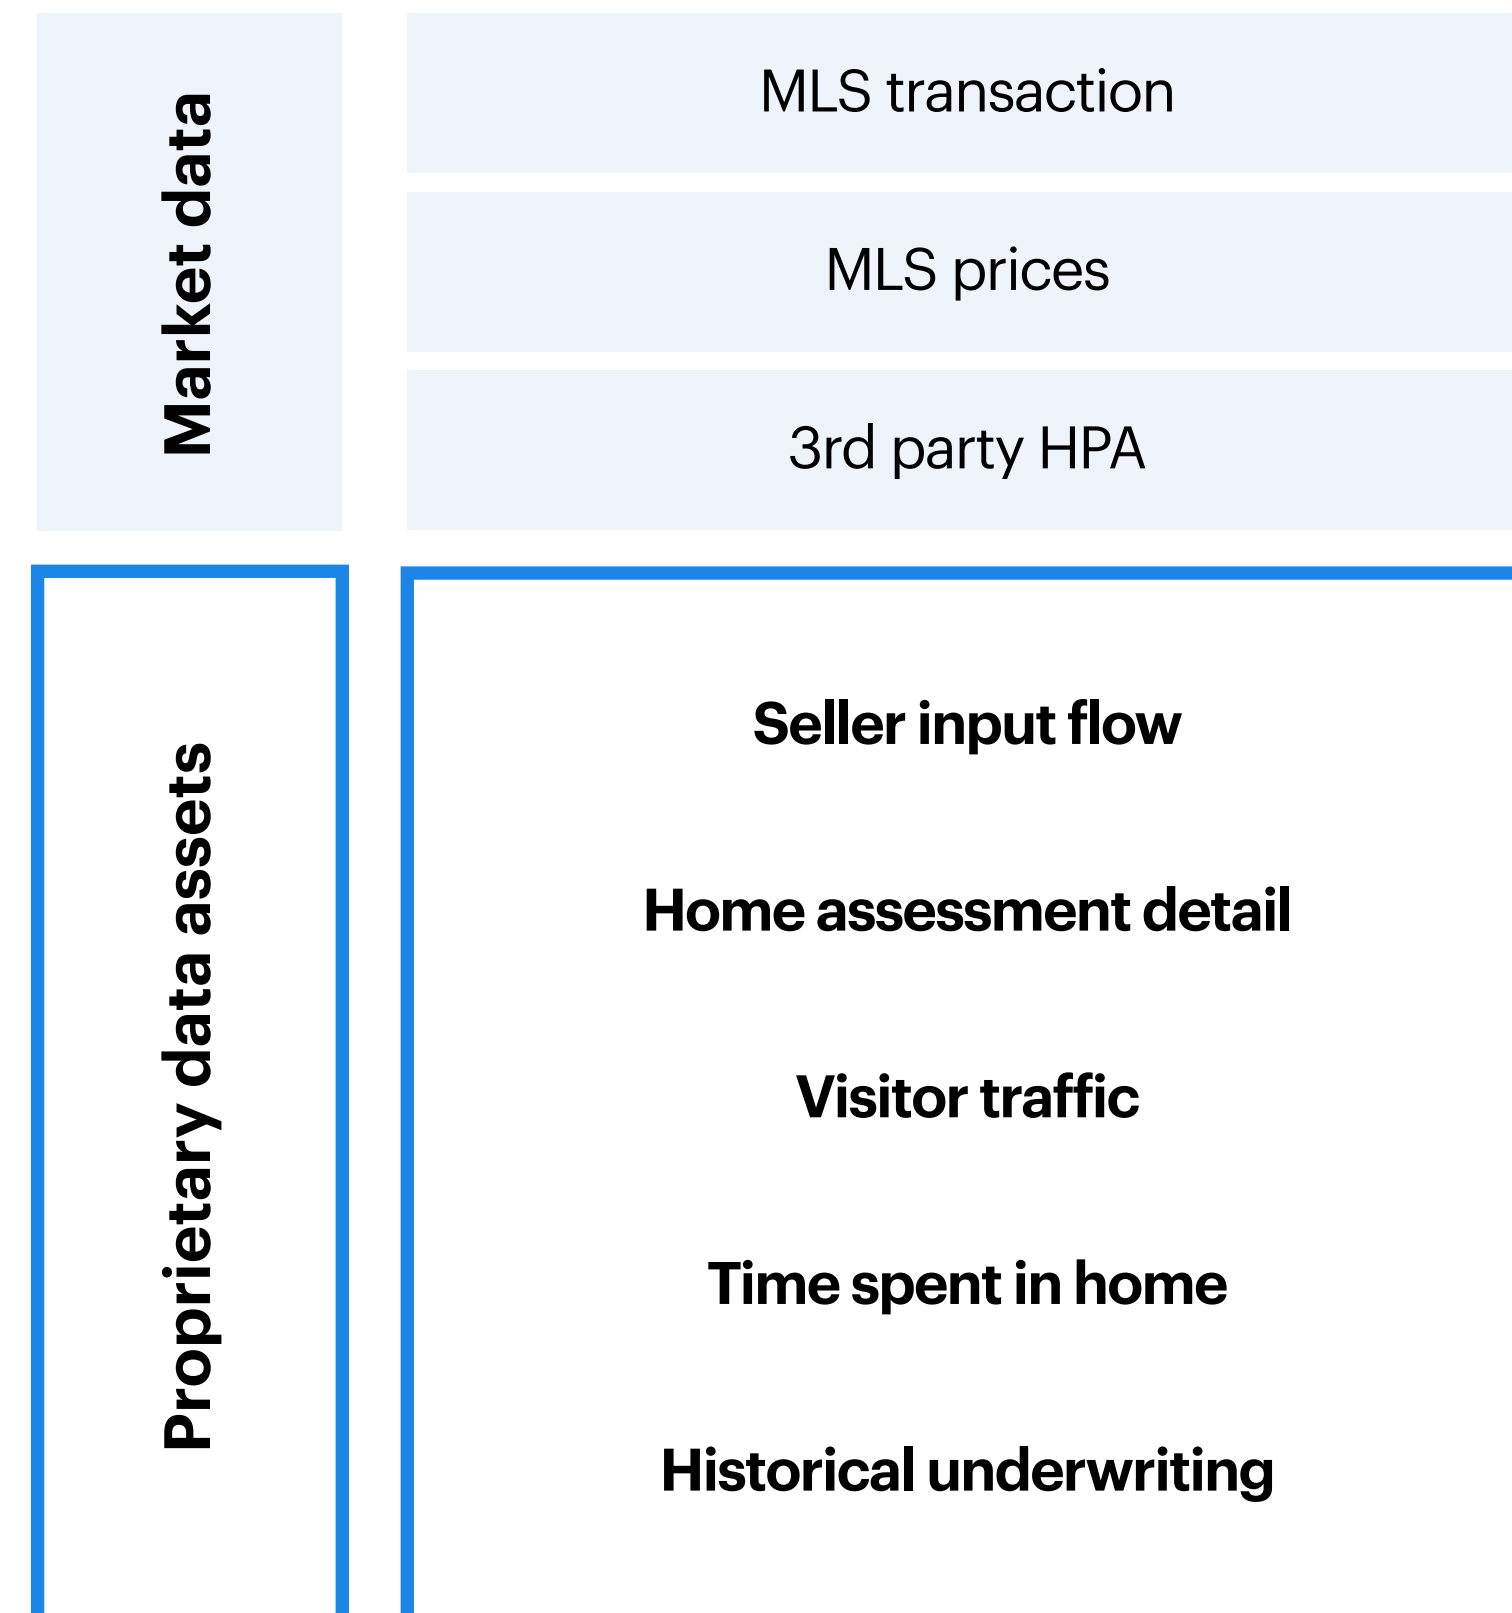 Market data
MLS transaction
MLS prices
3rd party HPA
Proprietary data assets
Seller input flow
Home assessment detail
Visitor traffic
Time spent in home
Historical underwriting